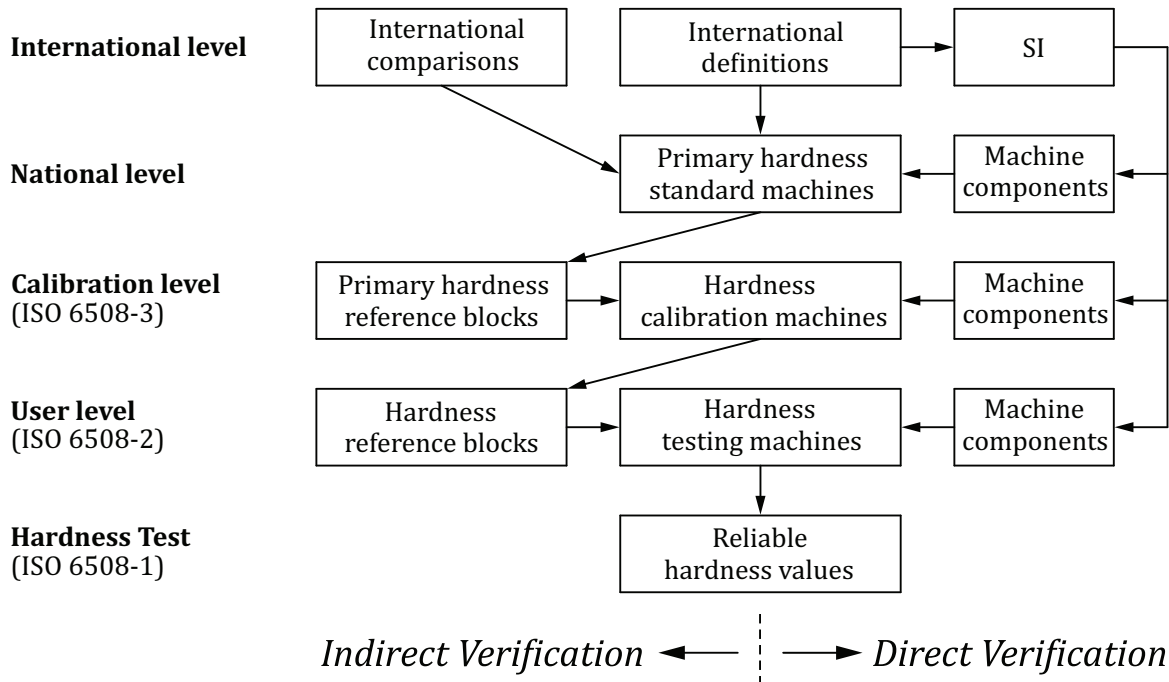 International level
International
comparisons
International
definitions
SI
National level
Primary hardness
standard machines
Machine
components
Calibration level
(ISO 6508-3)
Primary hardness
reference blocks
Hardness
calibration machines
Machine
components
User level
(ISO 6508-2)
Hardness
reference blocks
Hardness
testing machines
Machine
components
Hardness Test
(ISO 6508-1)
Reliable
hardness values
Indirect Verification
Direct Verification